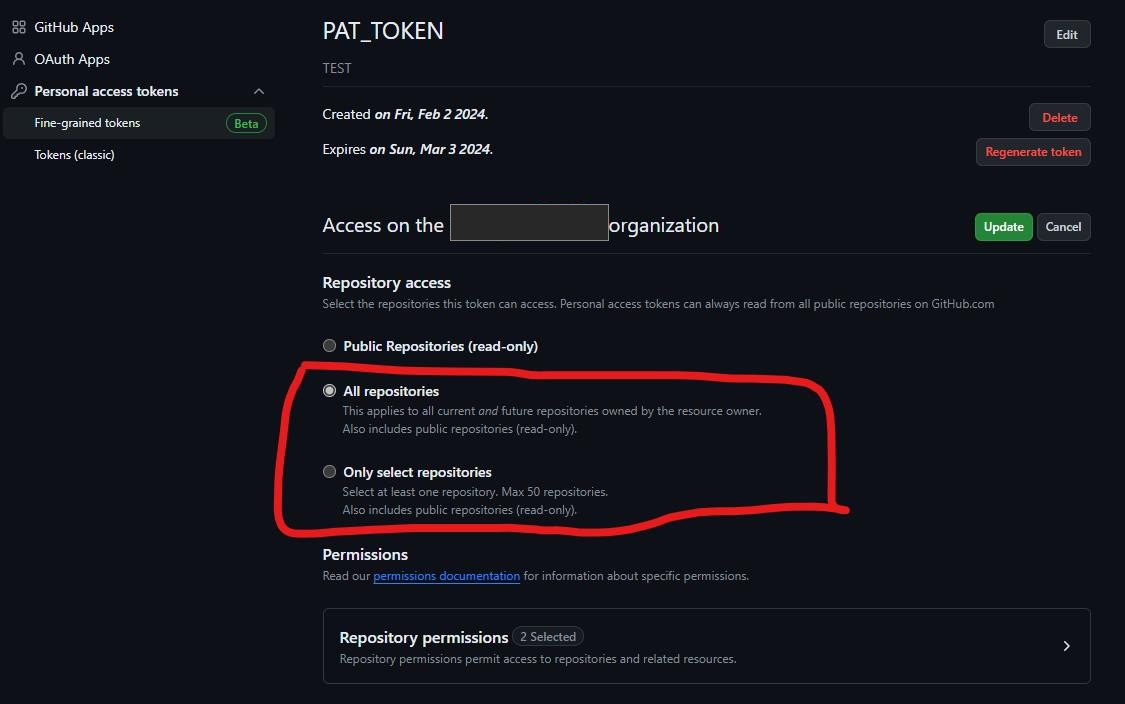 GitHub Apps
OAuth Apps
Personal access tokens
Fine-grained tokens Beta
Tokens (classic)
PAT_TOKEN
Edit
TEST
Created on Fri, Feb 2 2024.
Delete
Expires on Sun, Mar 3 2024.
Regenerate token
Access on the organization
Update Cancel
Repository access
Select the repositories this token can access. Personal access tokens can always read from all public repositories on GitHub.com
Public Repositories (read-only)
All repositories
This applies to all current and future repositories owned by the resource owner.
Also includes public repositories (read-only).
Only select repositories
Select at least one repository. Max 50 repositories.
Also includes public repositories (read-only).
Permissions
Read our permissions documentation for information about specific permissions.
Repository permissions 2 Selected
Repository permissions permit access to repositories and related resources.